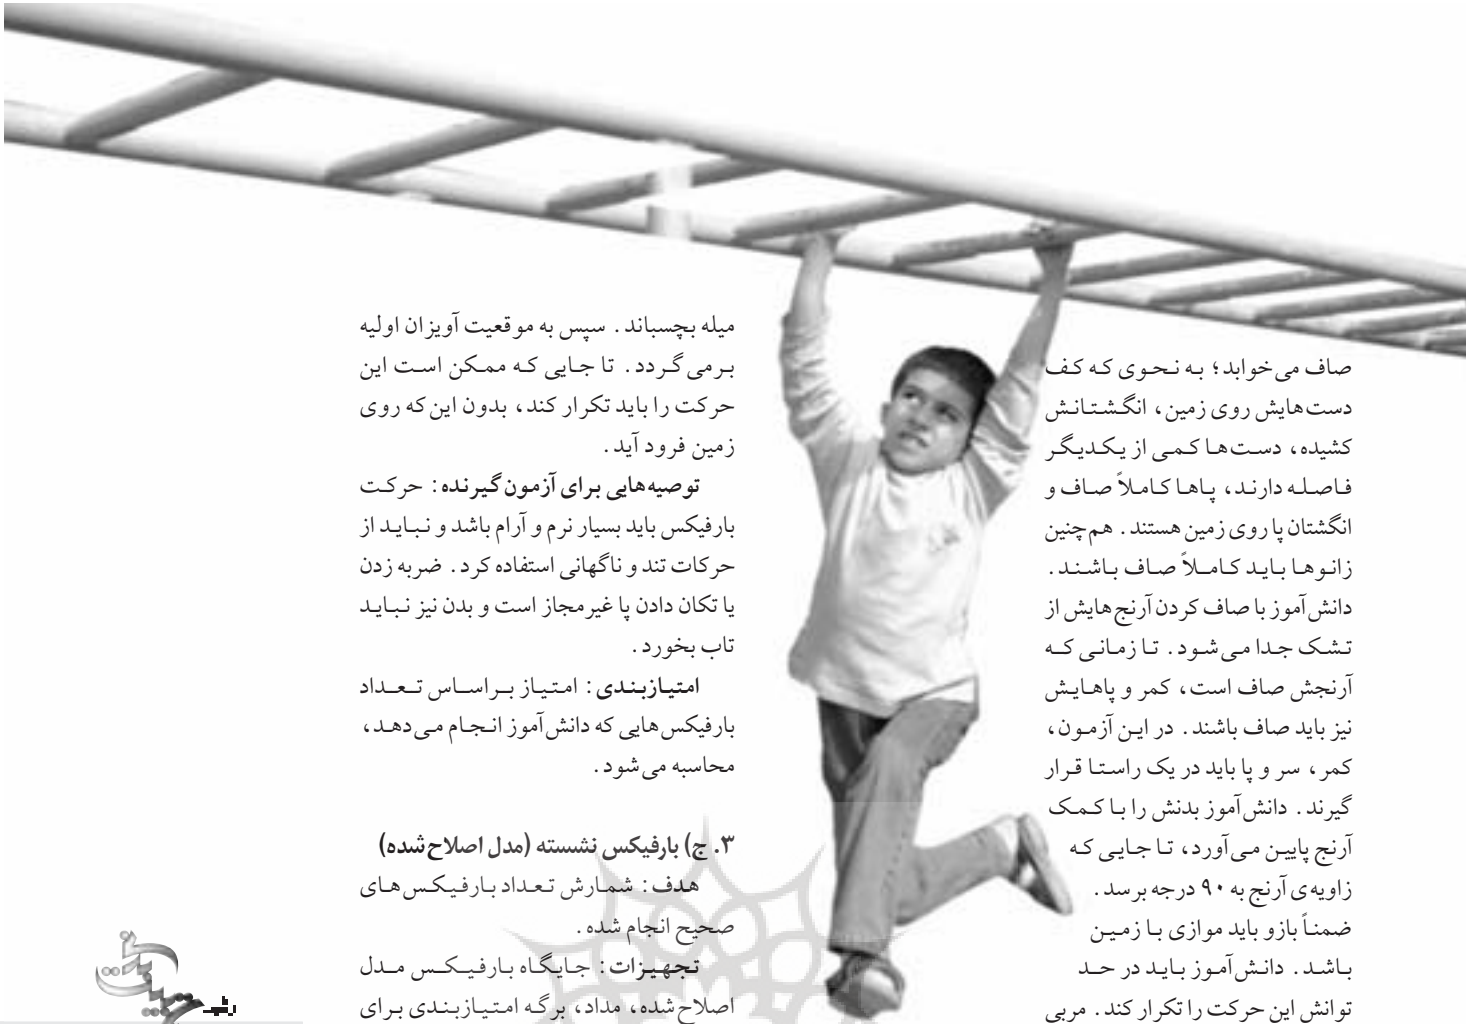 صاف می‌خوابد؛ به نحوی که کف
دست‌هایش روی زمین، انگشتانش
کشیده، دست‌ها کمی از یکدیگر
فاصله دارند، پاها کاملاً صاف و
انگشتان پا روی زمین هستند. هم‌چنین
زانوها باید کاملاً صاف باشند.
دانش‌آموز با صاف کردن آرنج‌هایش از
تشک جدا می‌شود. تا زمانی که
آرنجش صاف است، کمر و پاهایش
نیز باید صاف باشند. در این آزمون،
کمر، سر و پا باید در یک راستا قرار
گیرند. دانش‌آموز بدنش را با کمک
آرنج پایین می‌آورد، تا جایی که
زاویه‌ی آرنج به ۹۰ درجه برسد.
ضمناً بازو باید موازی با زمین
باشد. دانش‌آموز باید در حد
توانش این حرکت را تکرار کند. مربی
میله بچسباند. سپس به موقعیت آویزان اولیه
برمی‌گردد. تا جایی که ممکن است این
حرکت را باید تکرار کند، بدون این‌که روی
زمین فرود آید.
توصیه‌هایی برای آزمون‌گیرنده: حرکت
بارفیکس باید بسیار نرم و آرام باشد و نباید از
حرکات تند و ناگهانی استفاده کرد. ضربه زدن
یا تکان دادن پا غیرمجاز است و بدن نیز نباید
تاب بخورد.
امتیازبندی: امتیاز براساس تعداد
بارفیکس‌هایی که دانش‌آموز انجام می‌دهد،
محاسبه می‌شود.
۳. ج) بارفیکس نشسته (مدل اصلاح‌شده)
هدف: شمارش تعداد بارفیکس‌های
صحیح انجام شده.
تجهیزات: جایگاه بارفیکس مدل
اصلاح‌شده، مداد، برگه امتیازبندی برای
رشد